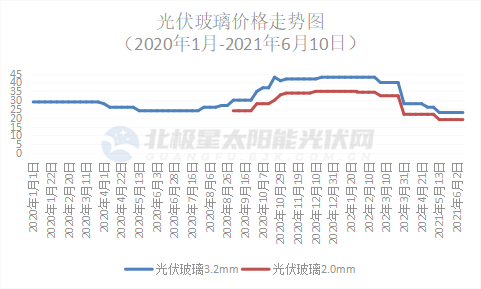 光伏玻璃价格走势图
（2020年1月-2021年6月10日）
45
40
35
30
25
20
15
10
5
0
北极星太阳能光伏网
GUANGFU.BJX.COM.CN
2020年1月1日
2020年1月22日
2020年2月20日
2020年3月11日
2020年4月1日
2020年4月22日
2020年5月13日
2020年6月3日
2020年6月28日
2020年7月16日
2020年8月6日
2020年8月26日
2020年9月16日
2020年10月7日
2020年10月29日
2020年11月19日
2020年12月10日
2020年12月31日
2021年1月20日
2021年2月10日
2021年3月10日
2021年3月31日
2021年4月21日
2021年5月13日
2021年6月2日
光伏玻璃3.2mm
光伏玻璃2.0mm